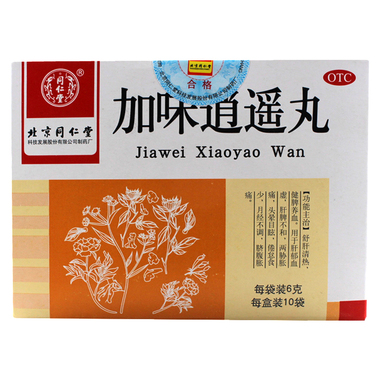 同仁堂
®
北京同仁堂
科技发展股份有限公司制药厂
合格
OTC
加味逍遥丸
Jiawei Xiaoyao Wan
【功能主治】舒肝清热,
健脾养血。用于肝郁血
虚,肝脾不和,两胁胀
痛,头晕目眩,倦怠食
少,月经不调,脐腹胀
痛。
每袋装6克
每盒装10袋